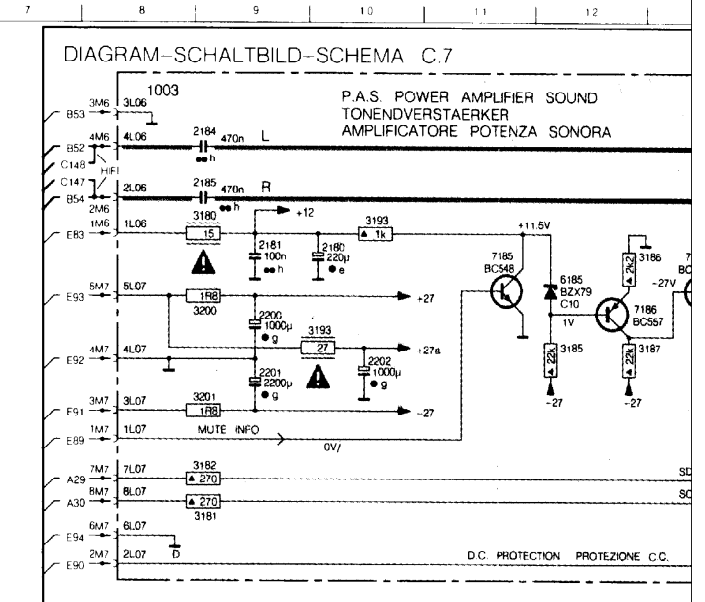 7 8 9 10 11 12
DIAGRAM-SCHALTBILD-SCHEMA C.7
1003
P.A.S. POWER AMPLIFIER SOUND
TONENDVERSTAERKER
AMPLIFICATORE POTENZA SONORA
B53 3M6 3L06
B52 4M6 4L06 2184 470n L
h
C148
HIFI
C147
B54 2L06 2185 470n R
2M6
h
3180 +12 3193
E83 1M6 1L06 15 1k +11.5V
2181
100n
h
2180
220µ
e
7185
BC548
6185
BZX79
C10
1V
3186
2k2
-27V
7186
BC557
7
BC
E93 5M7 5L07 1R8 +27
3200
2200
1000µ
g
3193
27 +27a
E92 4M7 4L07
2201
2200µ
g
2202
1000µ
g
3185
22k
-27
3187
22k
-27
3201
E91 3M7 3L07 1R8 -27
E89 1M7 1L07 MUTE INFO
0V/
3182
A29 7M7 7L07 270 SD
A30 8M7 8L07 270 SC
3181
E94 6M7 6L07
D
E90 2M7 2L07 D.C. PROTECTION PROTEZIONE C.C.